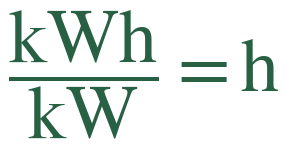 kWh
kW = h